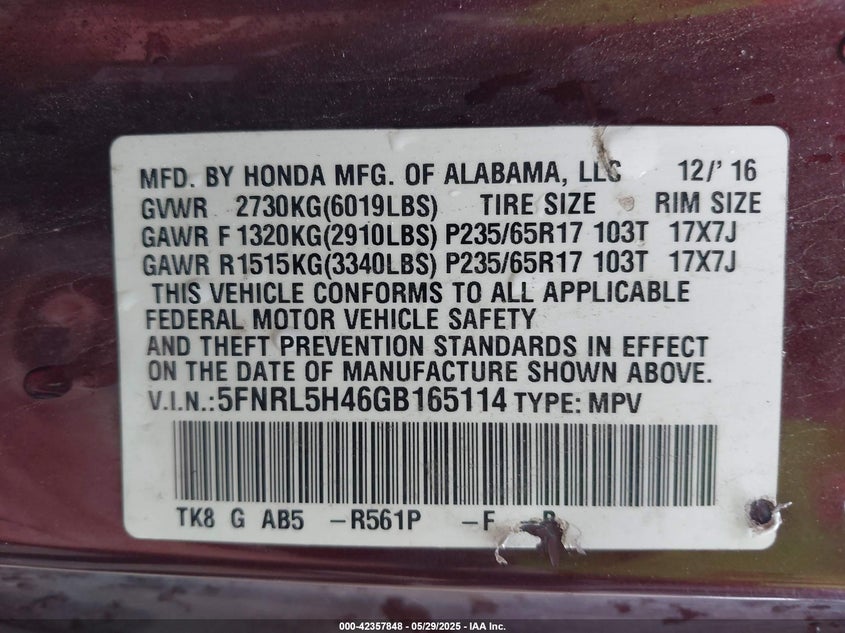 MFD. BY HONDA MFG. OF ALABAMA, LLC 12/' 16
GVWR 2730KG(6019LBS) TIRE SIZE RIM SIZE
GAWR F 1320KG(2910LBS) P235/65R17 103T 17X7J
GAWR R1515KG(3340LBS) P235/65R17 103T 17X7J
THIS VEHICLE CONFORMS TO ALL APPLICABLE
FEDERAL MOTOR VEHICLE SAFETY
AND THEFT PREVENTION STANDARDS IN EFFECT
ON THE DATE OF MANUFACTURE SHOWN ABOVE.
V.I.N.:5FNRL5H46GB165114 TYPE: MPV
TK8 G AB5 -R561P -F
000-42357848 - 05/29/2025 - IAA Inc.